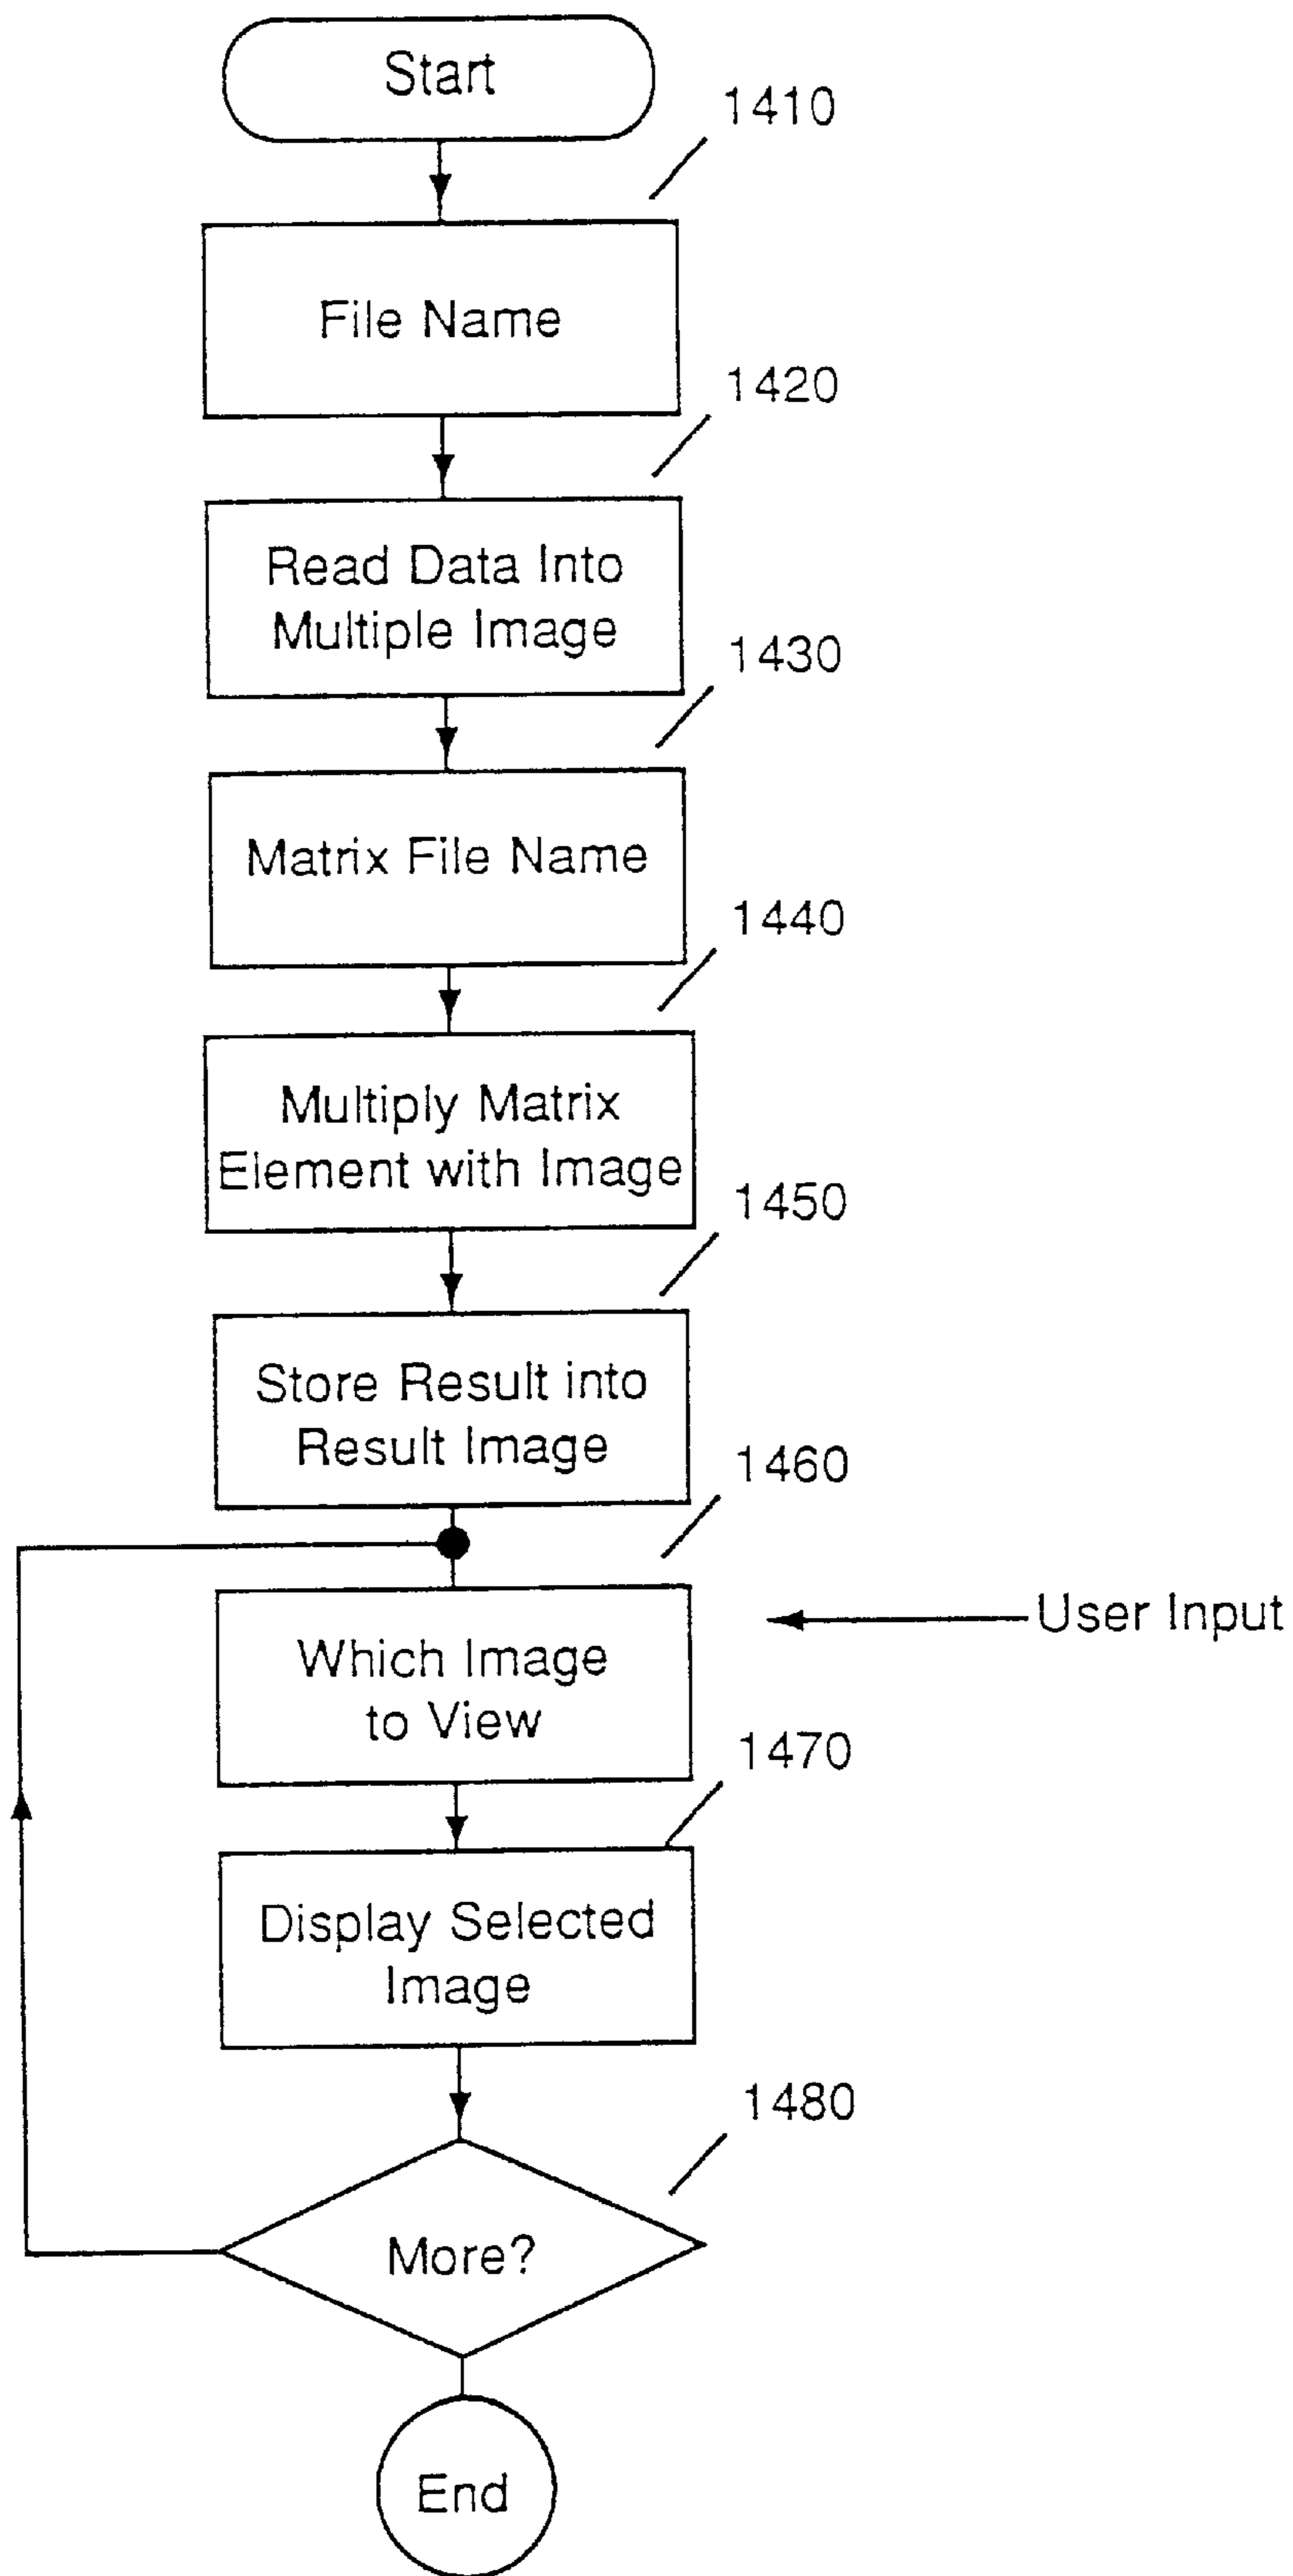 Start
1410
File Name
1420
Read Data Into
Multiple Image
1430
Matrix File Name
1440
Multiply Matrix
Element with Image
1450
Store Result into
Result Image
1460
User Input
Which Image
to View
1470
Display Selected
Image
1480
More?
End